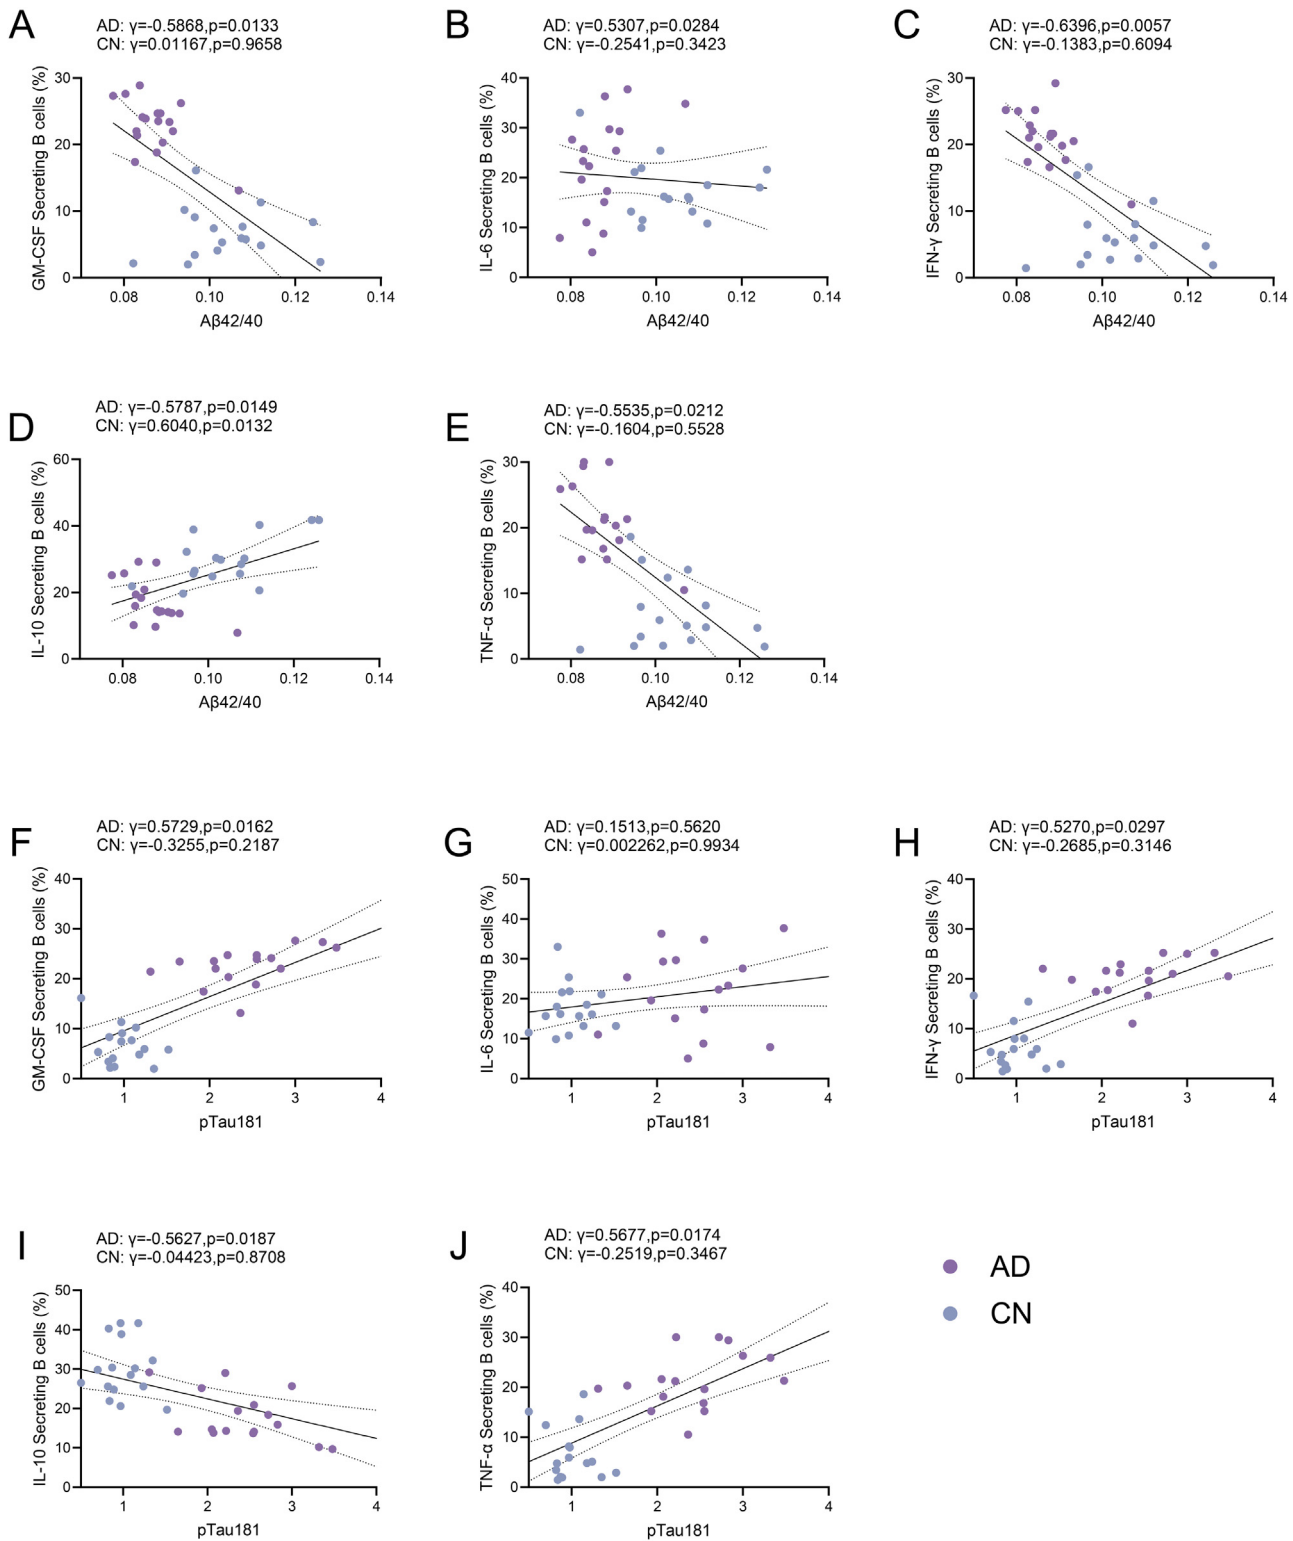 A
AD: γ=-0.5868,p=0.0133
CN: γ=0.01167,p=0.9658
GM-CSF Secreting B cells (%)
30
20
10
0
0.08 0.10 0.12 0.14
Aβ42/40
B
AD: γ=0.5307,p=0.0284
CN: γ=-0.2541,p=0.3423
IL-6 Secreting B cells (%)
40
30
20
10
0
0.08 0.10 0.12 0.14
Aβ42/40
C
AD: γ=-0.6396,p=0.0057
CN: γ=-0.1383,p=0.6094
IFN-γ Secreting B cells (%)
30
20
10
0
0.08 0.10 0.12 0.14
Aβ42/40
D
AD: γ=-0.5787,p=0.0149
CN: γ=0.6040,p=0.0132
IL-10 Secreting B cells (%)
60
40
20
0
0.08 0.10 0.12 0.14
Aβ42/40
E
AD: γ=-0.5535,p=0.0212
CN: γ=-0.1604,p=0.5528
TNF-α Secreting B cells (%)
30
20
10
0
0.08 0.10 0.12 0.14
Aβ42/40
F
AD: γ=0.5729,p=0.0162
CN: γ=-0.3255,p=0.2187
GM-CSF Secreting B cells (%)
40
30
20
10
0
1 2 3 4
pTau181
G
AD: γ=0.1513,p=0.5620
CN: γ=0.002262,p=0.9934
IL-6 Secreting B cells (%)
50
40
30
20
10
0
1 2 3 4
pTau181
H
AD: γ=0.5270,p=0.0297
CN: γ=-0.2685,p=0.3146
IFN-γ Secreting B cells (%)
40
30
20
10
0
1 2 3 4
pTau181
I
AD: γ=-0.5627,p=0.0187
CN: γ=-0.04423,p=0.8708
IL-10 Secreting B cells (%)
50
40
30
20
10
0
1 2 3 4
pTau181
J
AD: γ=0.5677,p=0.0174
CN: γ=-0.2519,p=0.3467
TNF-α Secreting B cells (%)
40
30
20
10
0
1 2 3 4
pTau181
AD
CN